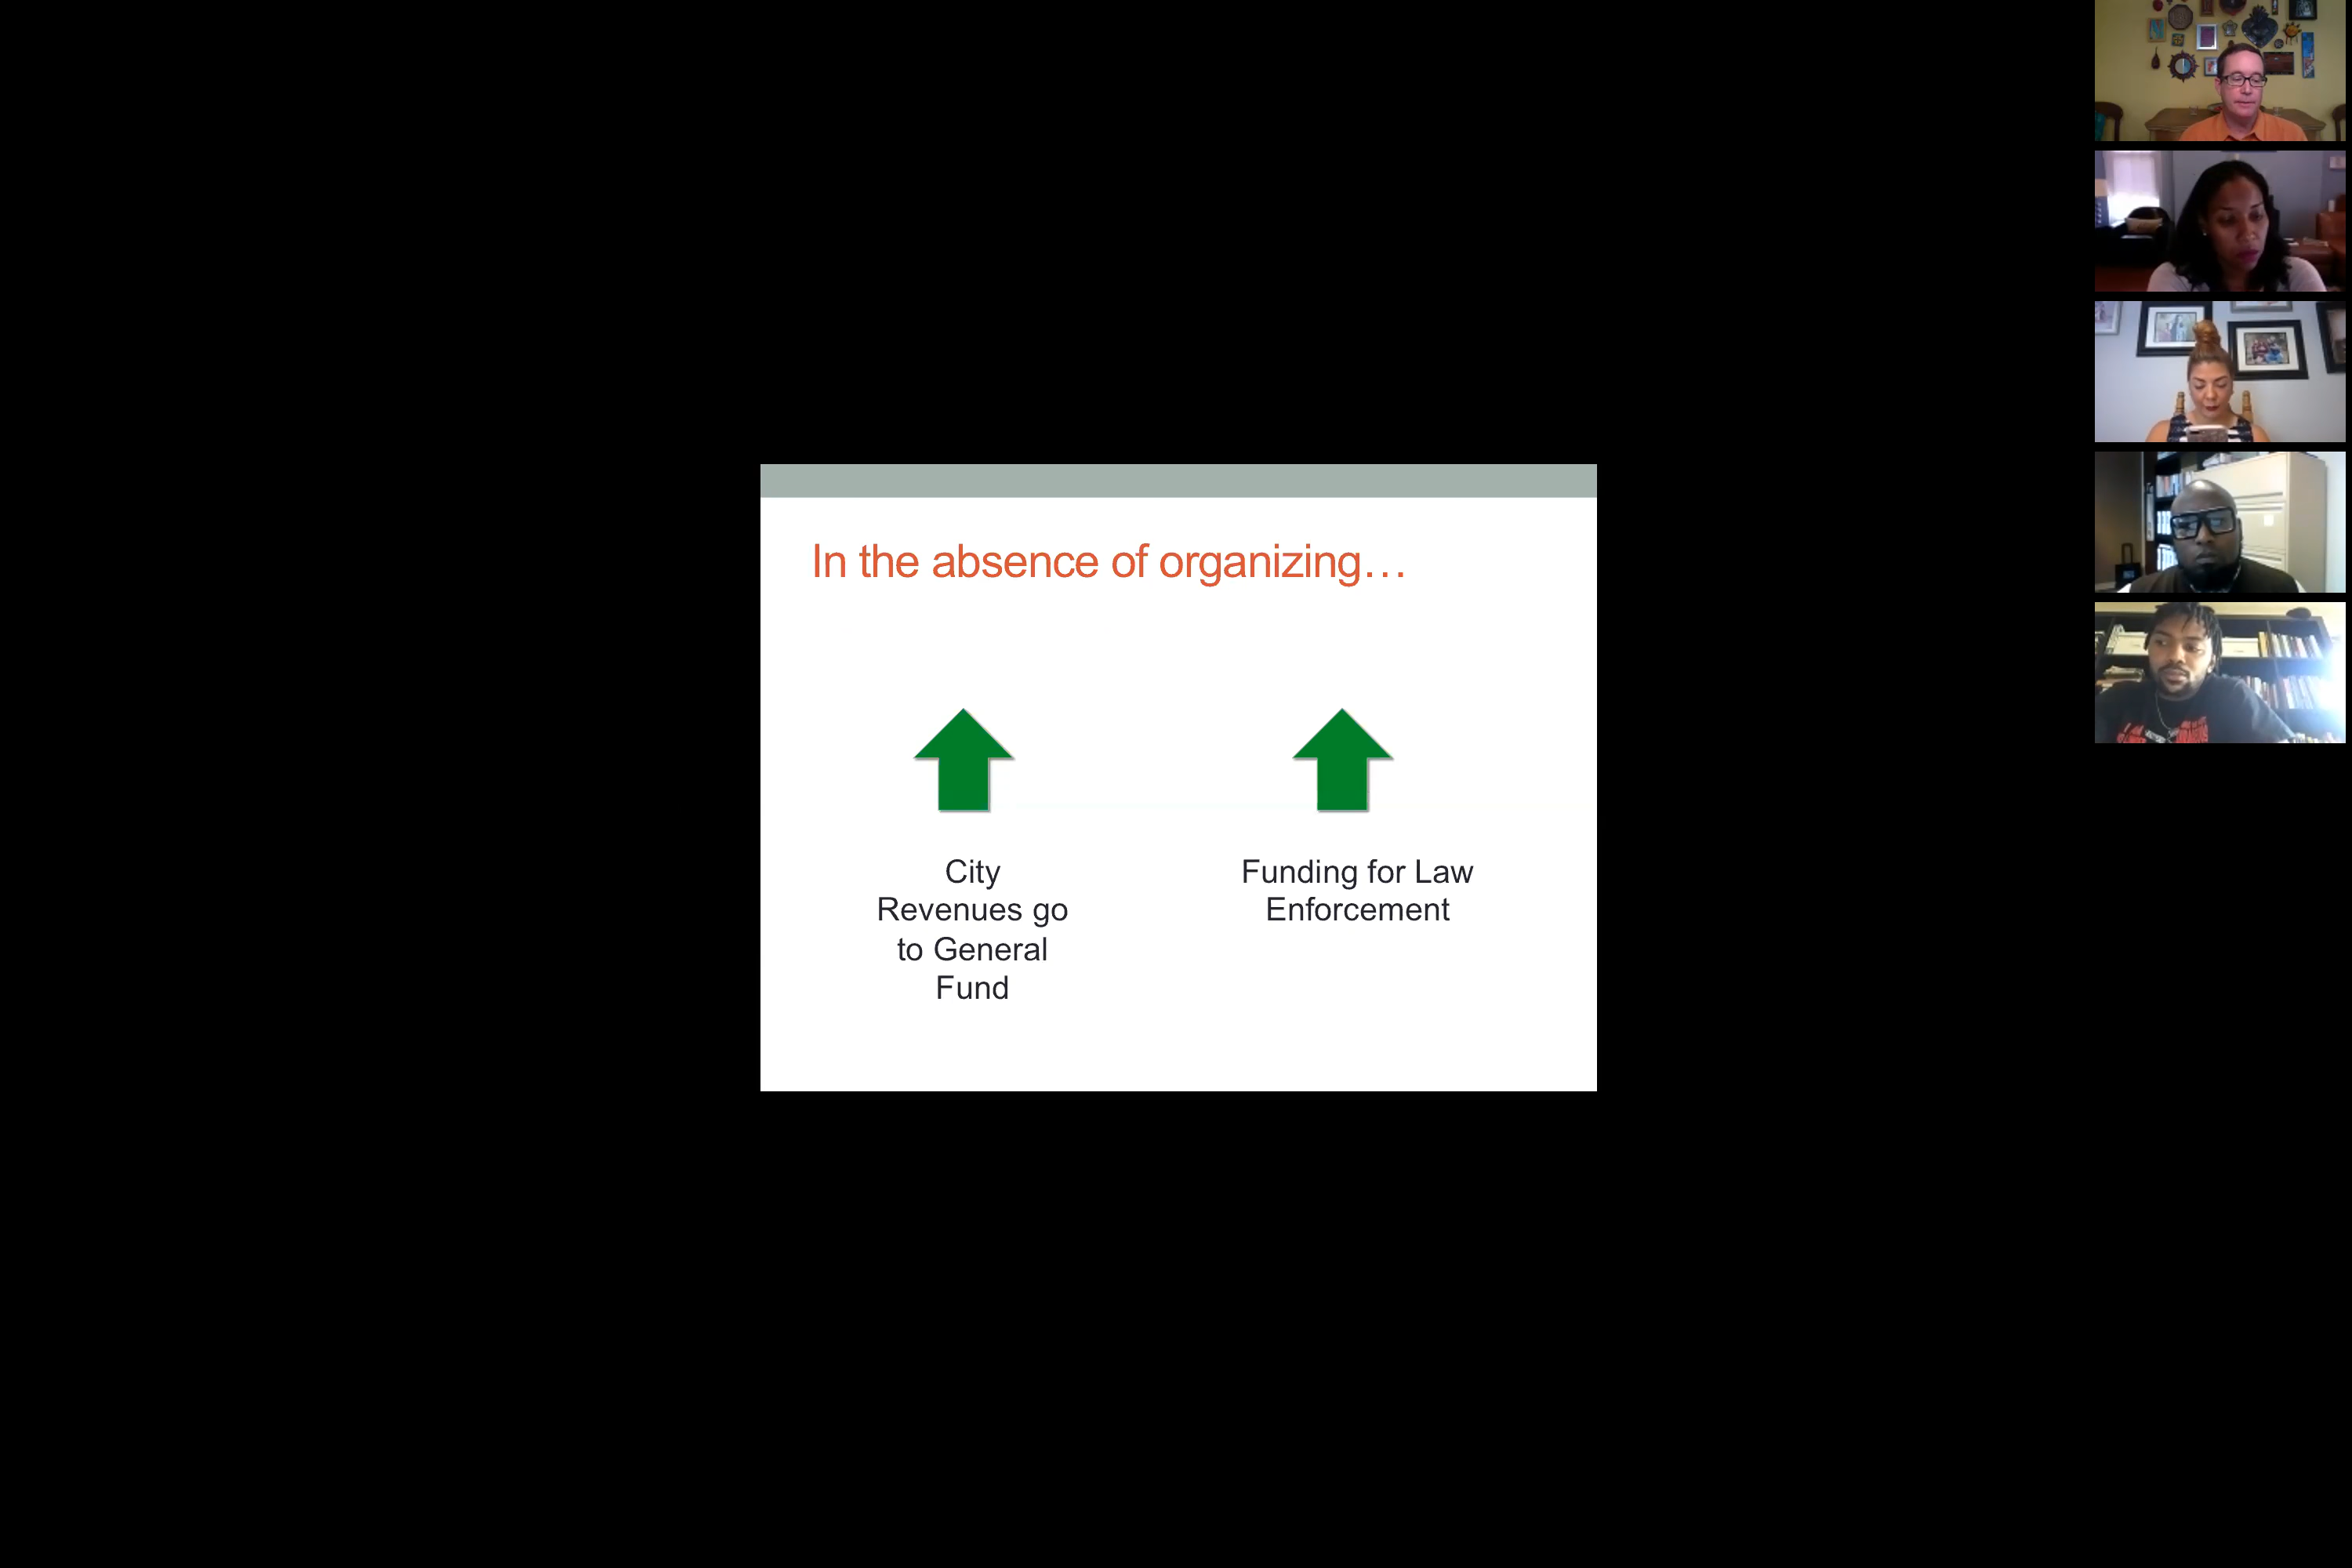 In the absence of organizing…
City
Revenues go
to General
Fund
Funding for Law
Enforcement